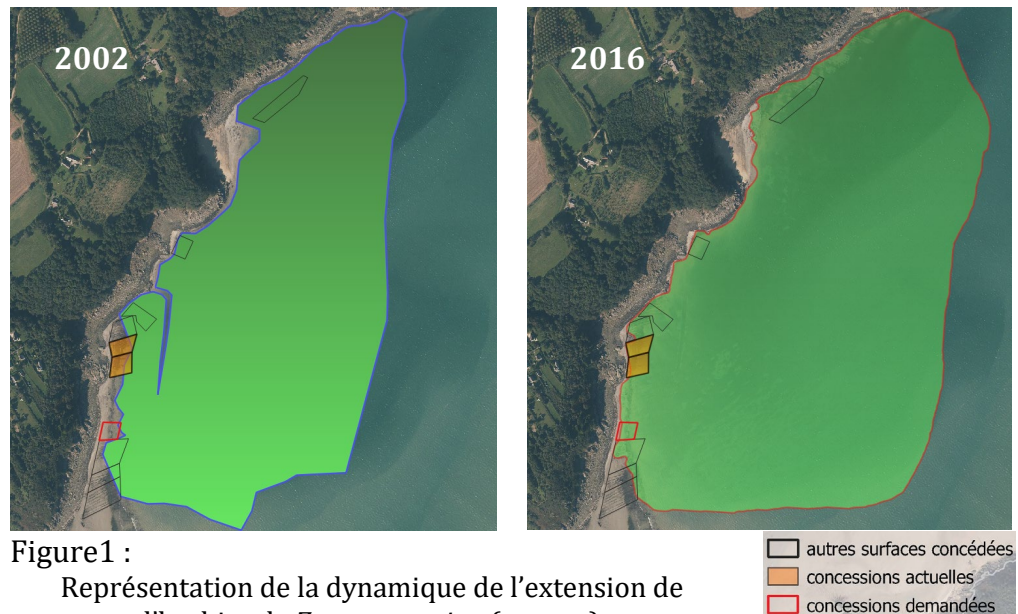 2002
2016
Figure1 :
Représentation de la dynamique de l'extension de
autres surfaces concédées
concessions actuelles
concessions demandées